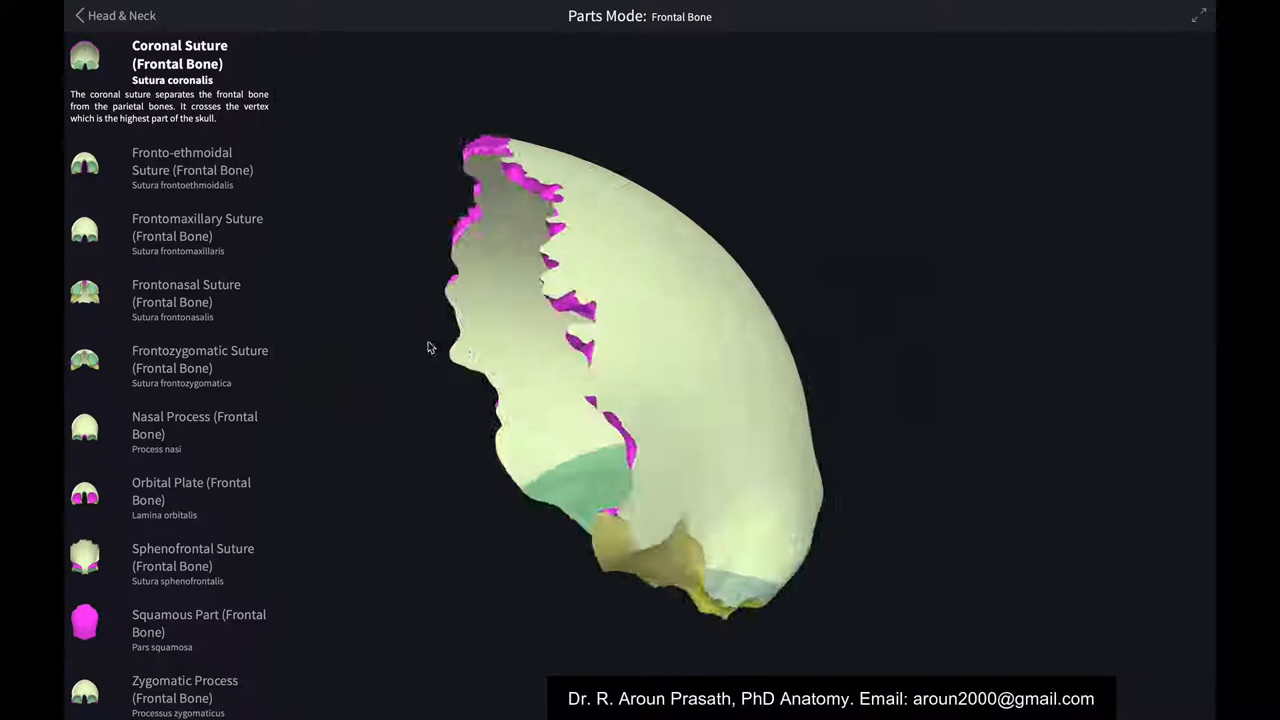 Head & Neck
Parts Mode: Frontal Bone
Coronal Suture
(Frontal Bone)
Sutura coronalis
The coronal suture separates the frontal bone
from the parietal bones. It crosses the vertex
which is the highest part of the skull.
Fronto-ethmoidal
Suture (Frontal Bone)
Sutura frontoethmoidalis
Frontomaxillary Suture
(Frontal Bone)
Sutura frontomaxillaris
Frontonasal Suture
(Frontal Bone)
Sutura frontonasalis
Frontozygomatic Suture
(Frontal Bone)
Sutura frontozygomatica
Nasal Process (Frontal
Bone)
Process nasi
Orbital Plate (Frontal
Bone)
Lamina orbitalis
Sphenofrontal Suture
(Frontal Bone)
Sutura sphenofrontalis
Squamous Part (Frontal
Bone)
Pars squamosa
Zygomatic Process
(Frontal Bone)
Processus zygomaticus
Dr. R. Aroun Prasath, PhD Anatomy. Email: aroun2000@gmail.com